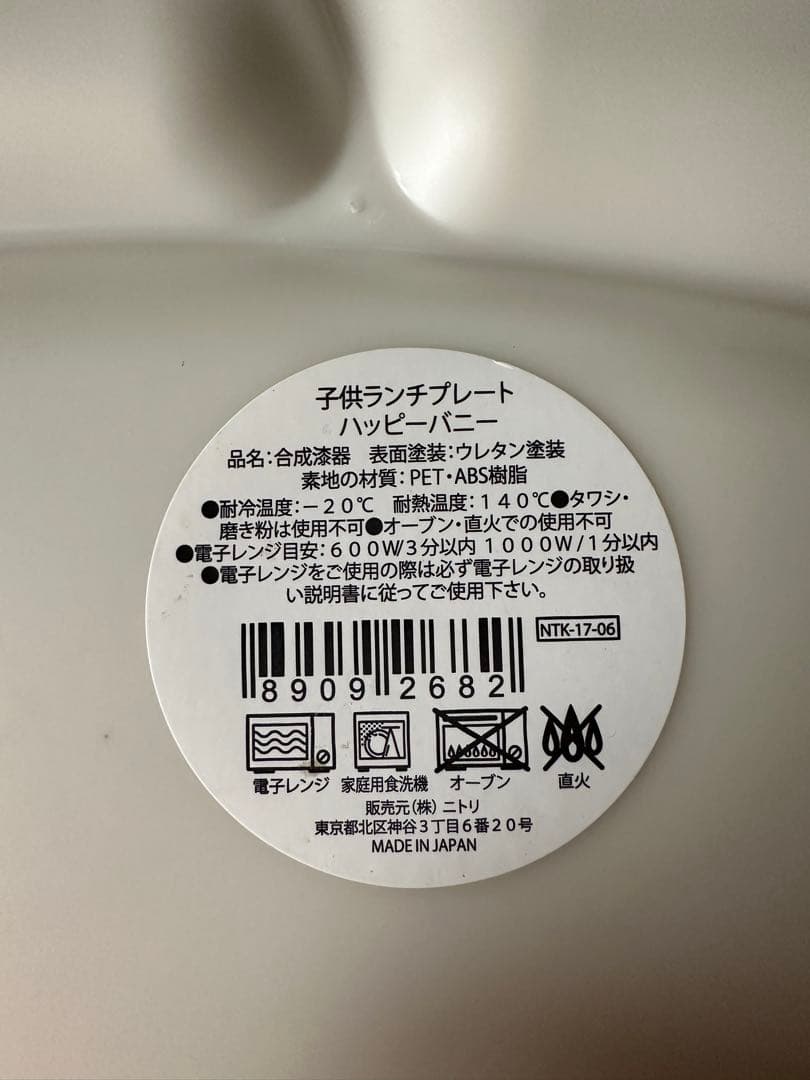 子供ランチプレート
ハッピーバニー
品名：合成漆器　表面塗装：ウレタン塗装
素地の材質：PET・ABS樹脂
●耐冷温度：－２０℃　耐熱温度：１４０℃●タワシ・
磨き粉は使用不可●オーブン・直火での使用不可
●電子レンジ目安：６００W/３分以内 １０００W/１分以内
●電子レンジをご使用の際は必ず電子レンジの取り扱
い説明書に従ってご使用下さい。
NTK-17-06
8909 2682
電子レンジ 家庭用食洗機 オーブン 直火
販売元（株）ニトリ
東京都北区神谷３丁目６番２０号
MADE IN JAPAN